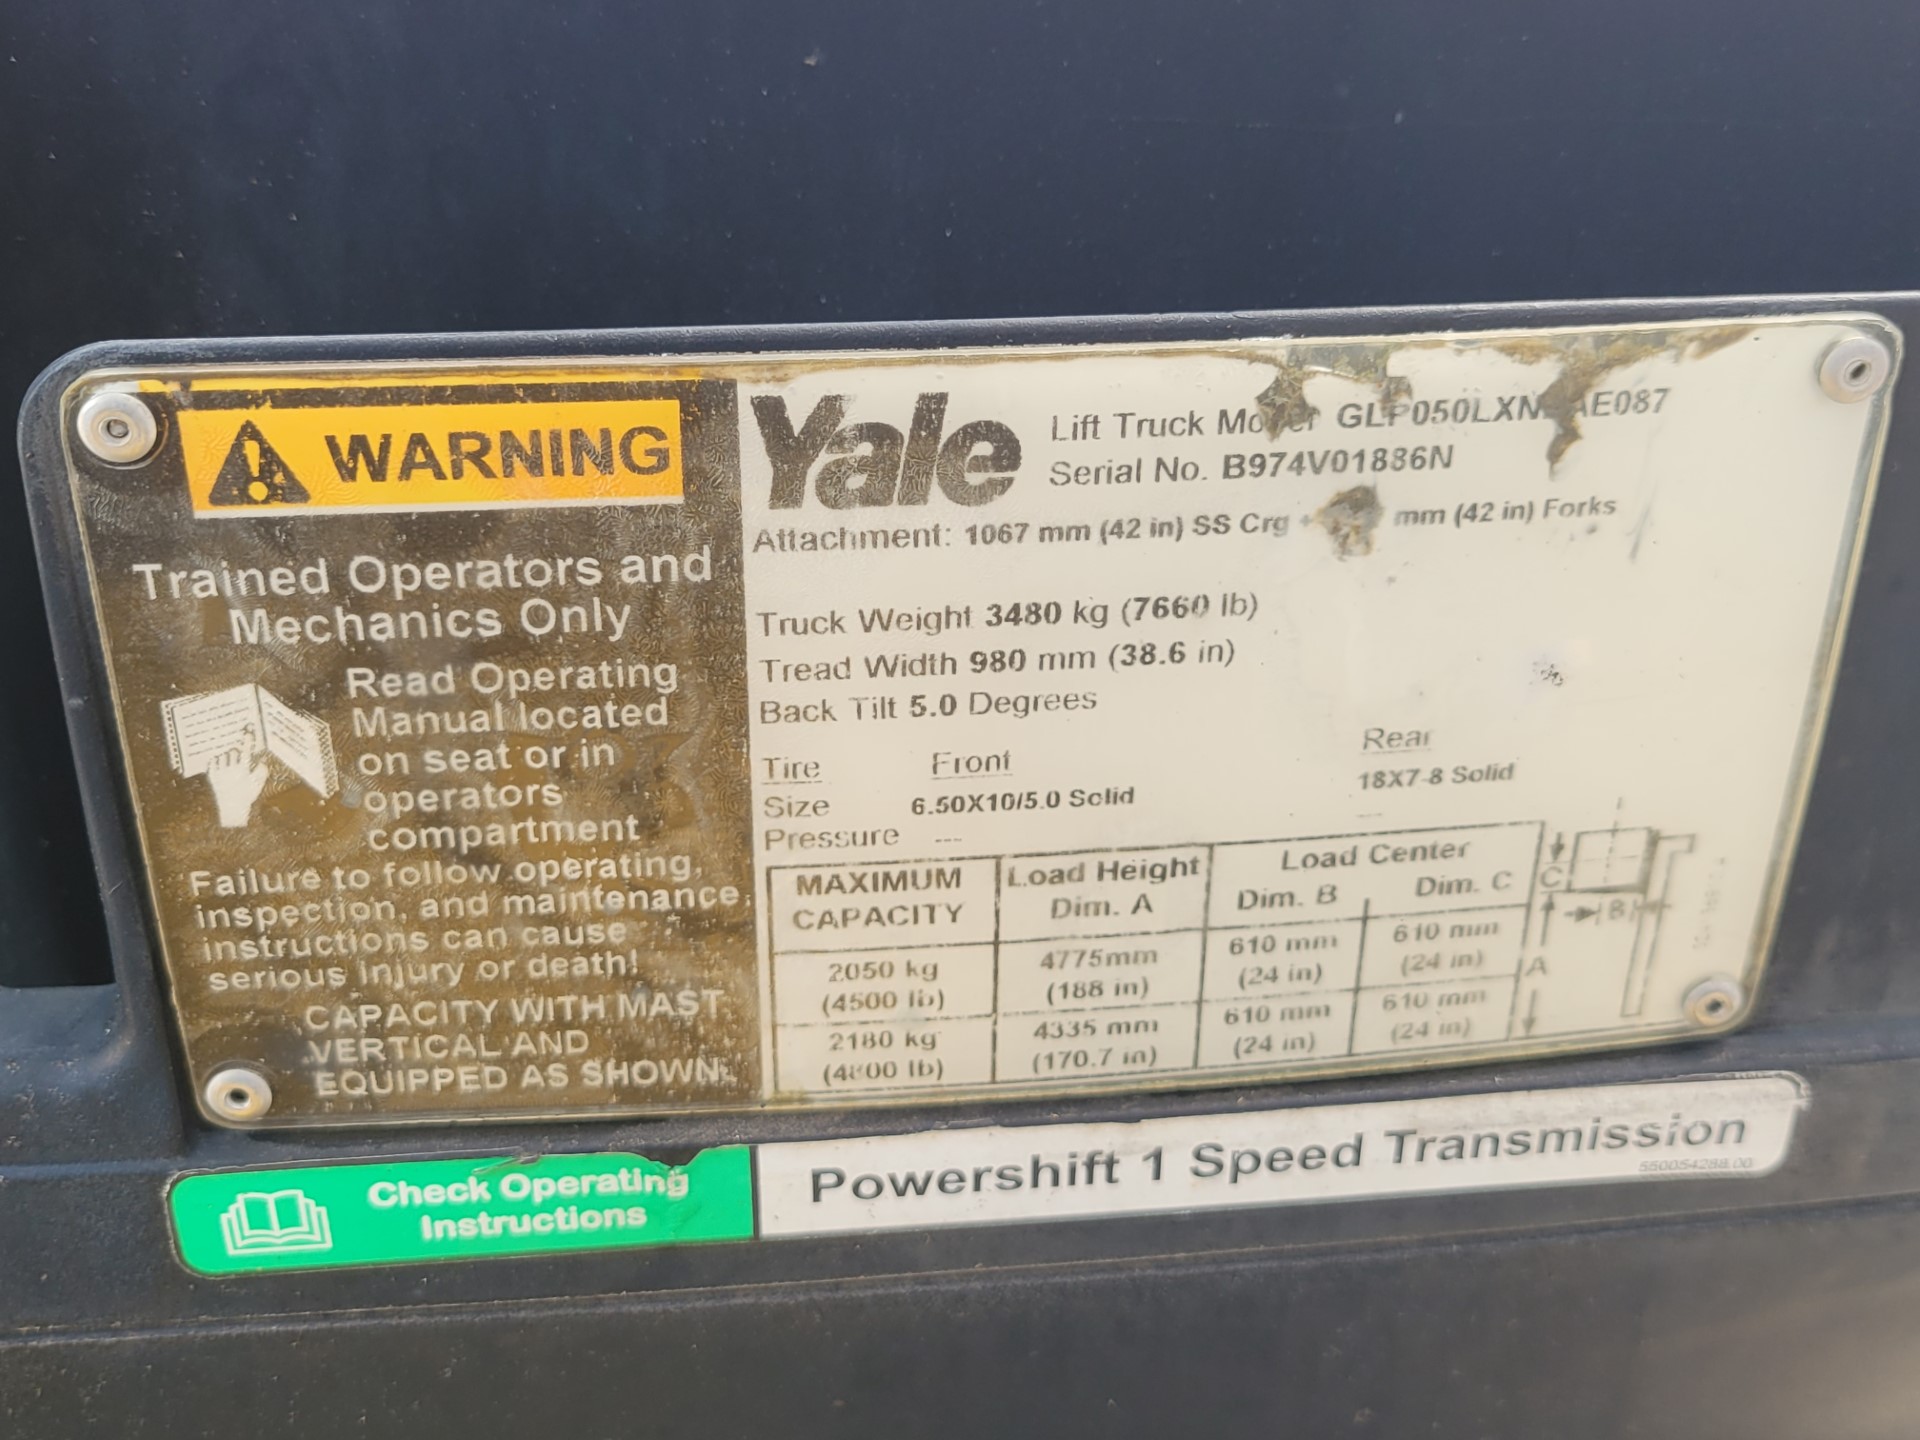 WARNING
Trained Operators and
Mechanics Only
Read Operating
Manual located
on seat or in
operators
compartment
Failure to follow operating,
inspection, and maintenance
instructions can cause
serious injury or death!
CAPACITY WITH MAST
VERTICAL AND
EQUIPPED AS SHOWN.
Yale
Lift Truck
Serial No. B974V01886N
Attachment: 1067 mm (42 in) SS Crg + mm (42 in) Forks
Truck Weight 3480 kg (7660 lb)
Tread Width 980 mm (38.6 in)
Back Tilt 5.0 Degrees
Tire Front Rear
Size 6.50X10/5.0 Solid 18X7-8 Solid
Pressure --- ---
MAXIMUM CAPACITY Load Height Dim. A Load Center Dim. B Dim. C
2050 kg 4775mm 610 mm 610 mm
(4500 lb) (188 in) (24 in) (24 in)
2180 kg 4335 mm 610 mm 610 mm
(4800 lb) (170.7 in) (24 in) (24 in)
C
B
A
Check Operating
Instructions
Powershift 1 Speed Transmission
550054288.00